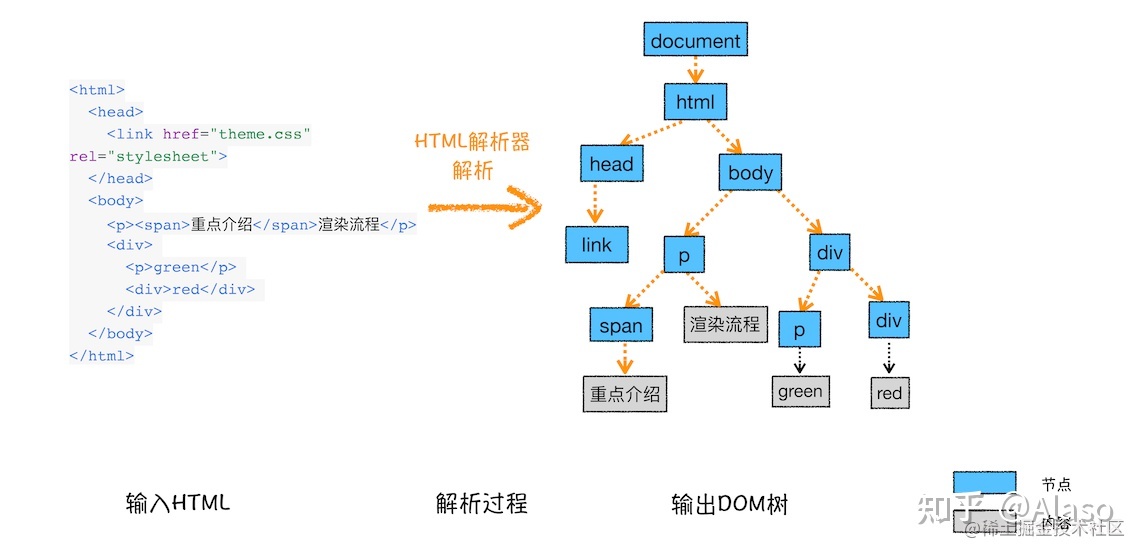 <html>
<head>
<link href="theme.css"
rel="stylesheet">
</head>
<body>
<p><span>重点介绍</span>渲染流程</p>
<div>
<p>green</p>
<div>red</div>
</div>
</body>
</html>
HTML解析器
解析
document
html
head
body
link
p
div
span
渲染流程
p
div
重点介绍
green
red
输入HTML
解析过程
输出DOM树
节点
内容
知乎 @Alaso
@稀土掘金技术社区